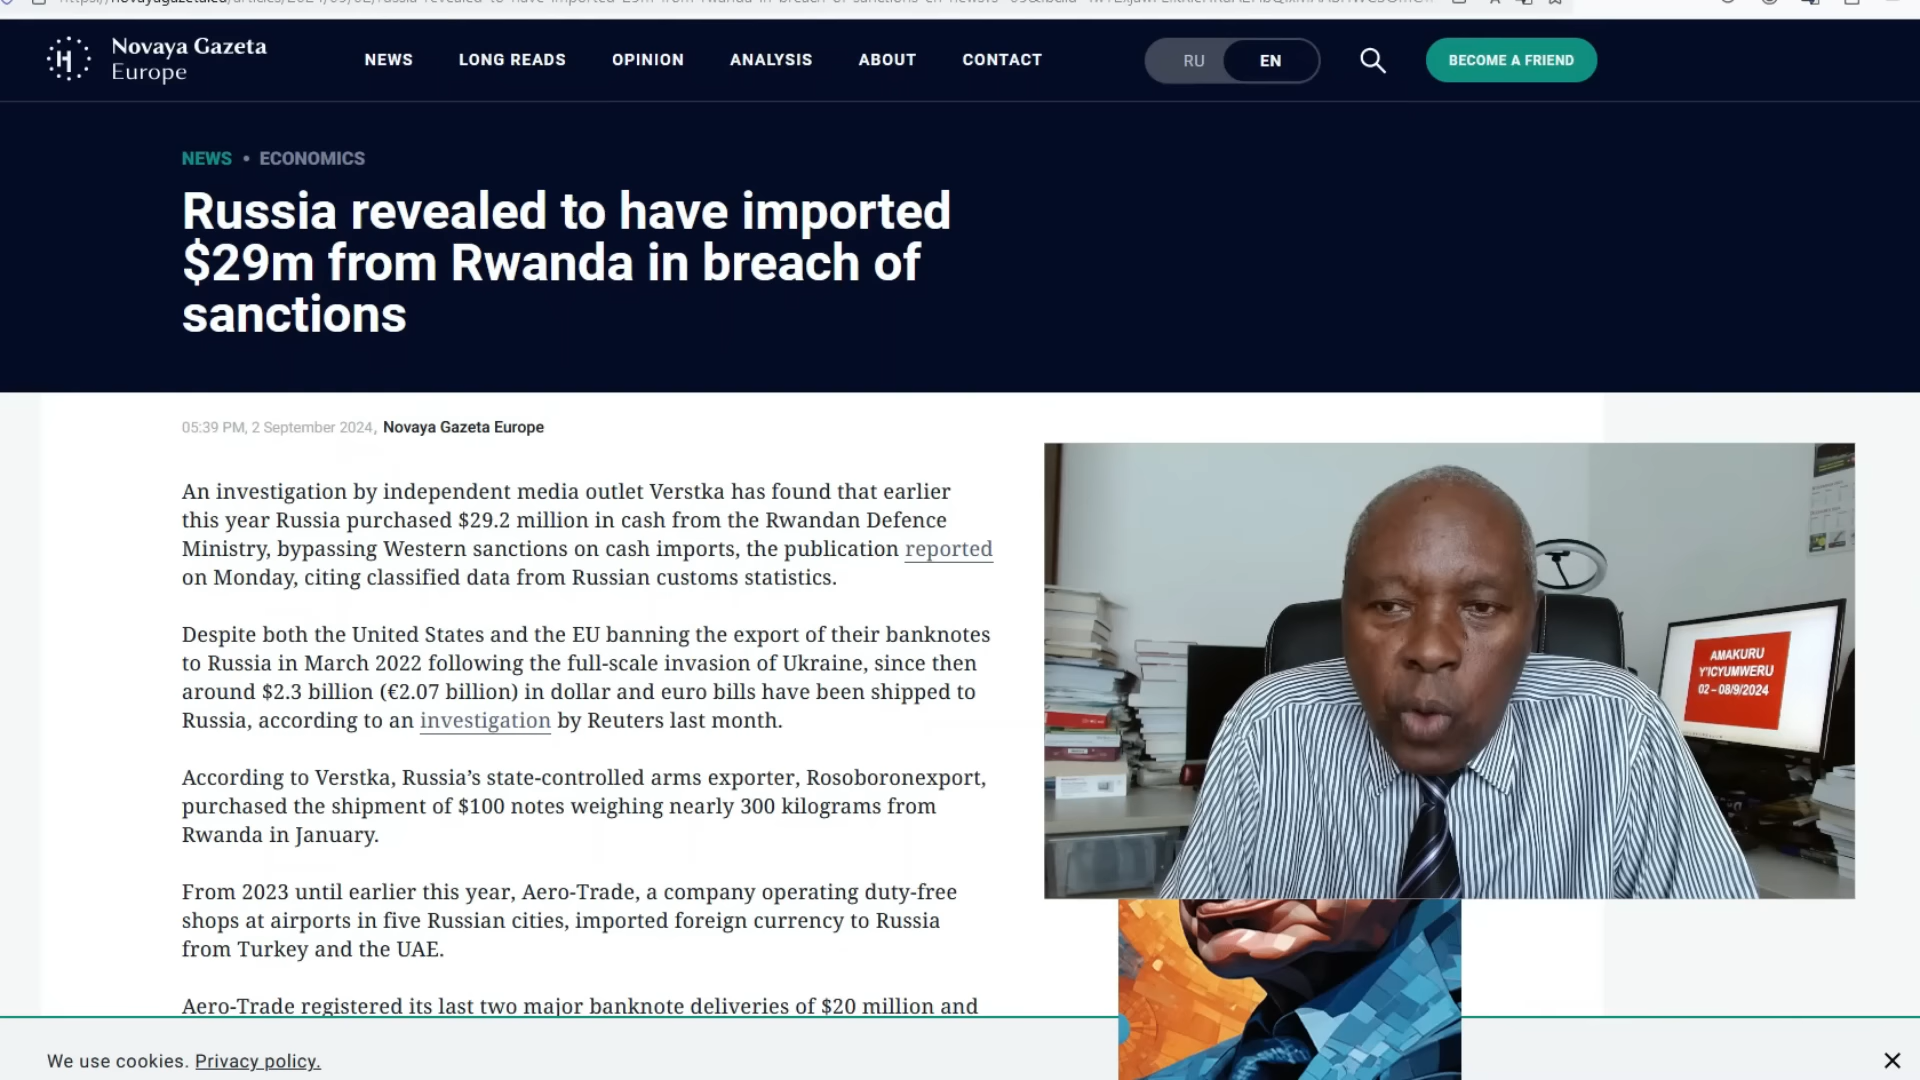 Novaya Gazeta
Europe
NEWS
LONG READS
OPINION
ANALYSIS
ABOUT
CONTACT
RU
EN
BECOME A FRIEND
NEWS • ECONOMICS
Russia revealed to have imported
$29m from Rwanda in breach of
sanctions
05:39 PM, 2 September 2024, Novaya Gazeta Europe
An investigation by independent media outlet Verstka has found that earlier
this year Russia purchased $29.2 million in cash from the Rwandan Defence
Ministry, bypassing Western sanctions on cash imports, the publication reported
on Monday, citing classified data from Russian customs statistics.
Despite both the United States and the EU banning the export of their banknotes
to Russia in March 2022 following the full-scale invasion of Ukraine, since then
around $2.3 billion (€2.07 billion) in dollar and euro bills have been shipped to
Russia, according to an investigation by Reuters last month.
According to Verstka, Russia’s state-controlled arms exporter, Rosoboronexport,
purchased the shipment of $100 notes weighing nearly 300 kilograms from
Rwanda in January.
From 2023 until earlier this year, Aero-Trade, a company operating duty-free
shops at airports in five Russian cities, imported foreign currency to Russia
from Turkey and the UAE.
Aero-Trade registered its last two major banknote deliveries of $20 million and
AMAKURU
Y'ICYUMWERU
02 – 08/9/2024
We use cookies. Privacy policy.